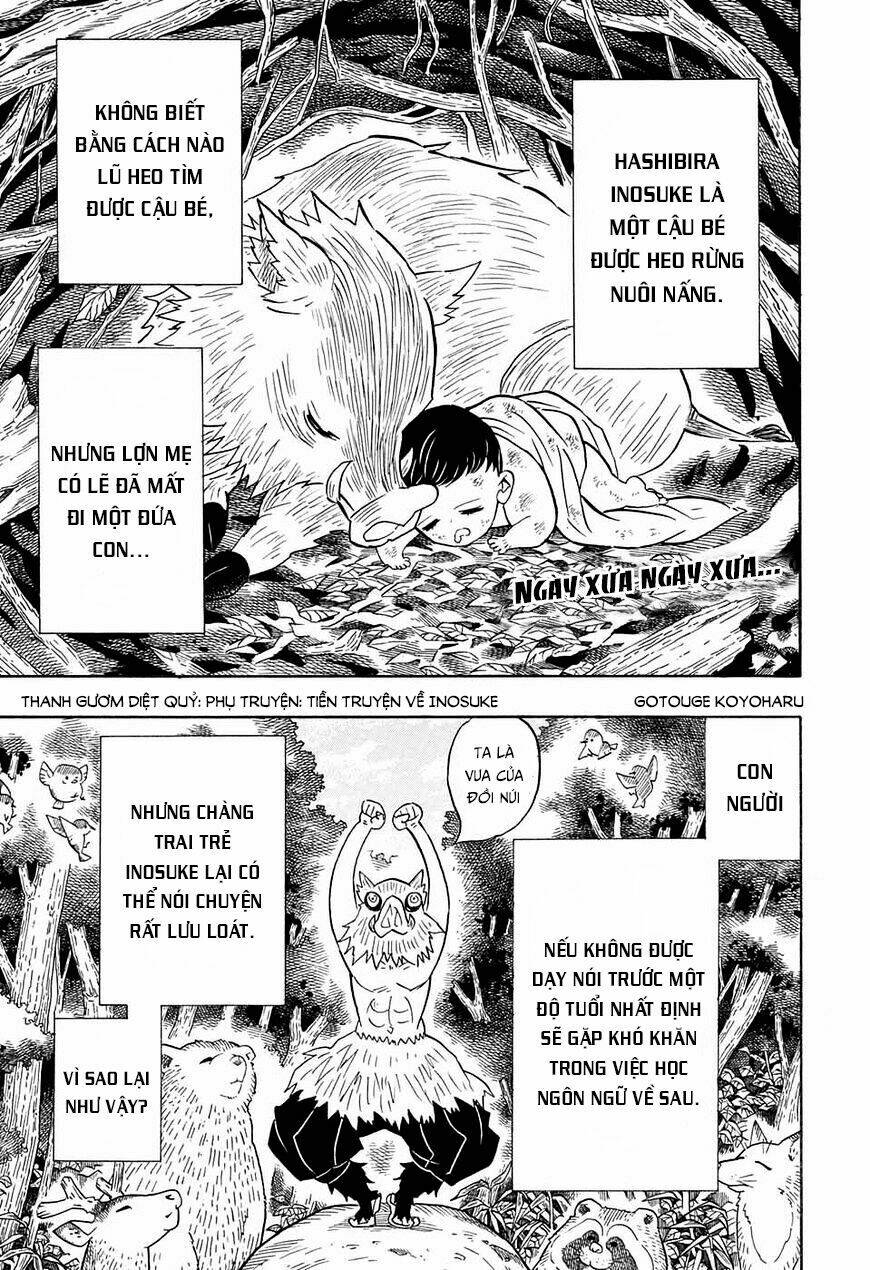 HASHIBIRA
INOSUKE LÀ
MỘT CẬU BÉ
ĐƯỢC HEO RỪNG
NUÔI NẤNG.
KHÔNG BIẾT
BẰNG CÁCH NÀO
LŨ HEO TÌM
ĐƯỢC CẬU BÉ,
NHƯNG LỢN MẸ
CÓ LẼ ĐÃ MẤT
ĐI MỘT ĐỨA
CON...
NGÀY XỬA NGÀY XƯA...
THANH GƯƠM DIỆT QUỶ: PHỤ TRUYỆN: TIỀN TRUYỆN VỀ INOSUKE
GOTOUGE KOYOHARU
CON
NGƯỜI
NẾU KHÔNG ĐƯỢC
DẠY NÓI TRƯỚC MỘT
ĐỘ TUỔI NHẤT ĐỊNH
SẼ GẶP KHÓ KHĂN
TRONG VIỆC HỌC
NGÔN NGỮ VỀ SAU.
TA LÀ
VUA CỦA
ĐỒI NÚI
NHƯNG CHÀNG
TRAI TRẺ
INOSUKE LẠI CÓ
THỂ NÓI CHUYỆN
RẤT LƯU LOÁT.
VÌ SAO LẠI
NHƯ VẬY?